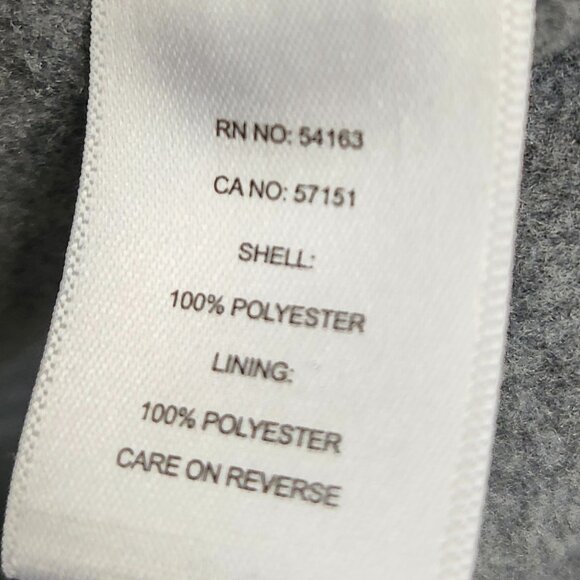 RN NO: 54163
CA NO: 57151
SHELL:
100% POLYESTER
LINING:
100% POLYESTER
CARE ON REVERSE